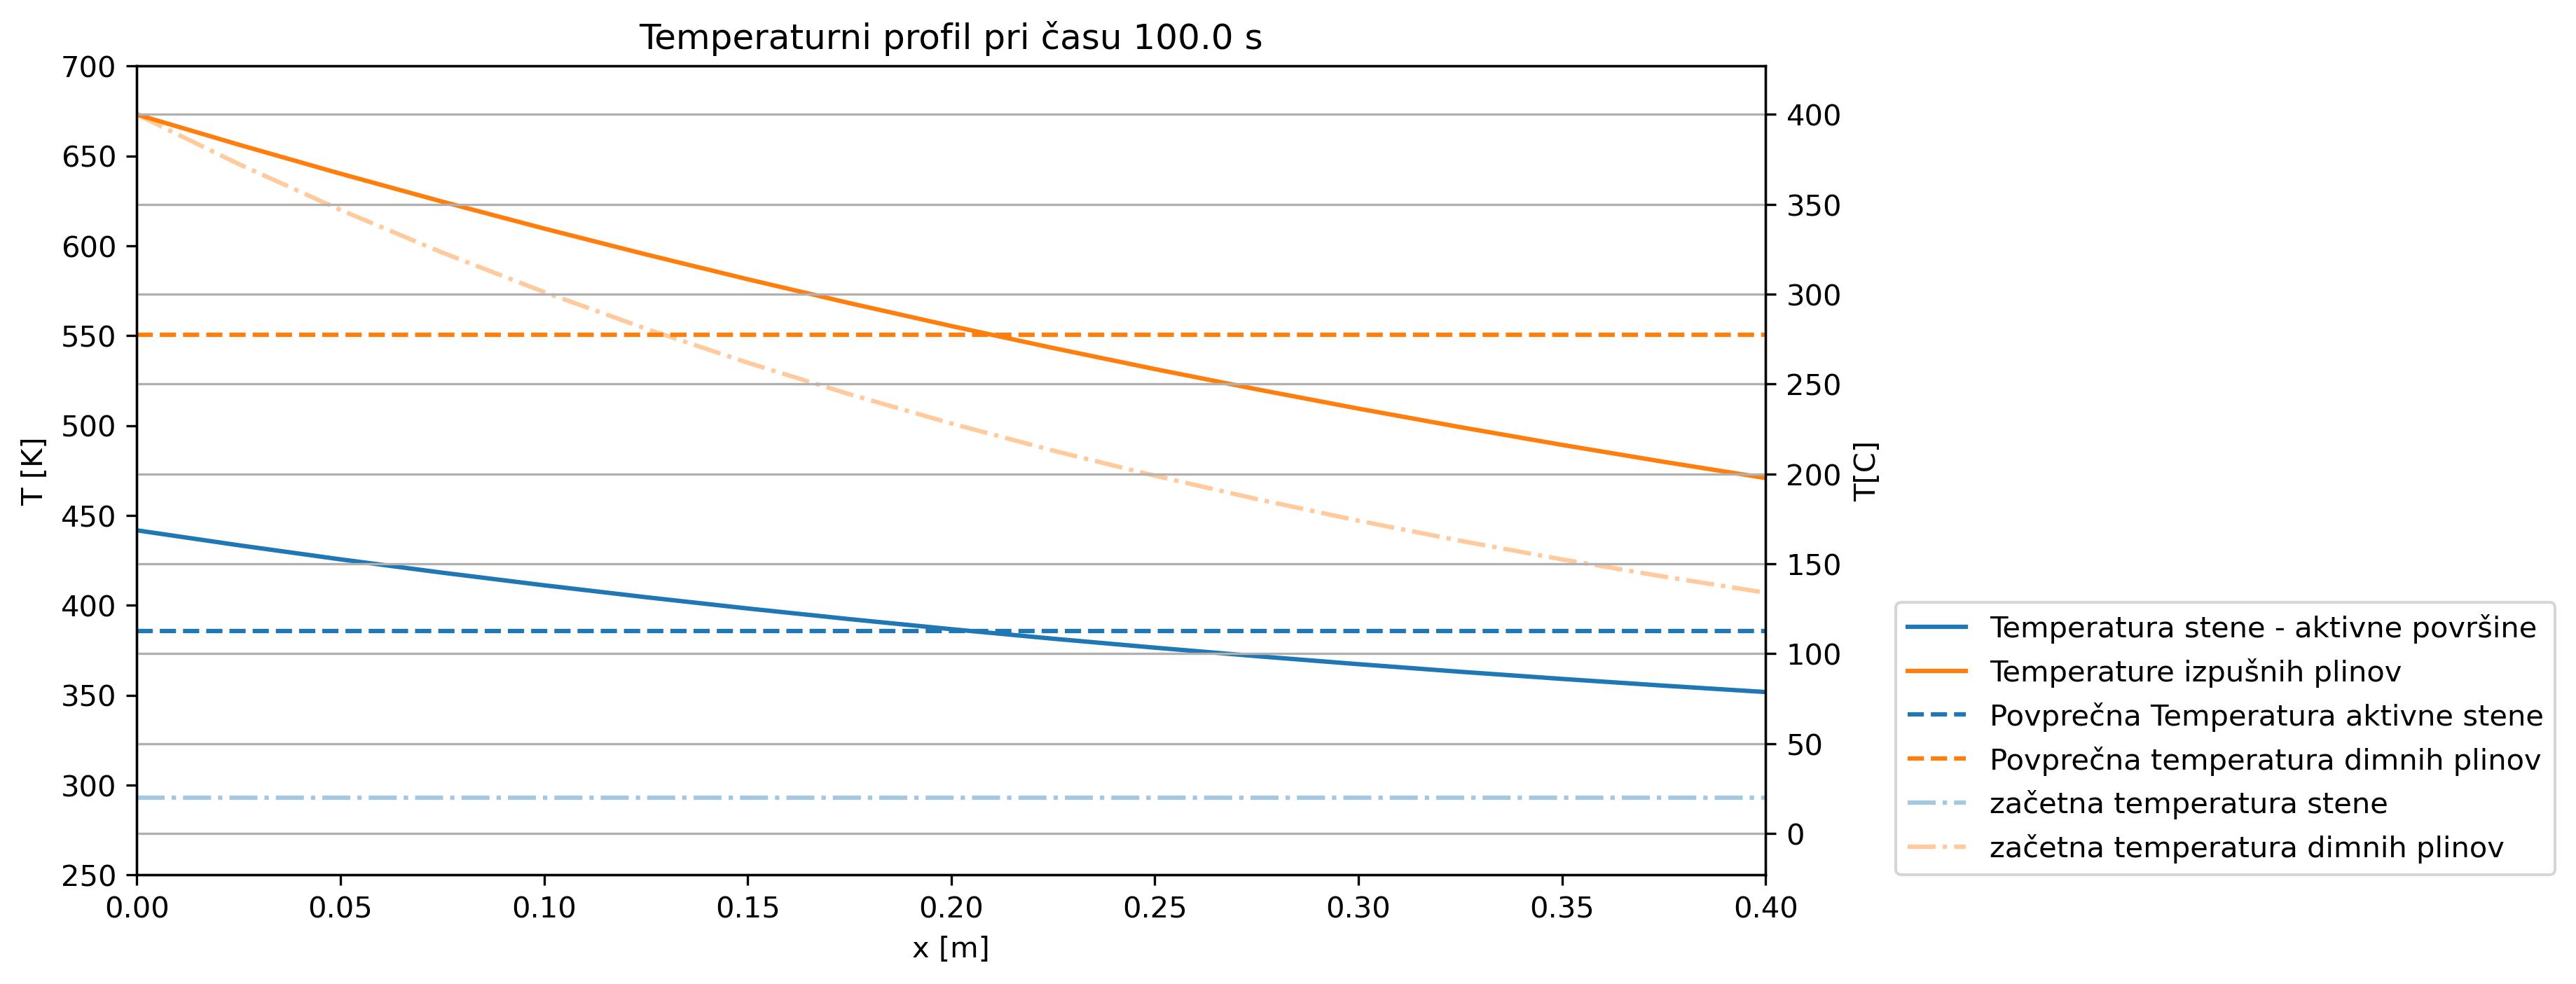 Temperaturni profil pri času 100.0 s
T [K]
700
650
600
550
500
450
400
350
300
250
0.00 0.05 0.10 0.15 0.20 0.25 0.30 0.35 0.40
x [m]
400
350
300
250
200
150
100
50
0
T[C]
Temperatura stene - aktivne površine
Temperature izpušnih plinov
Povprečna Temperatura aktivne stene
Povprečna temperatura dimnih plinov
začetna temperatura stene
začetna temperatura dimnih plinov